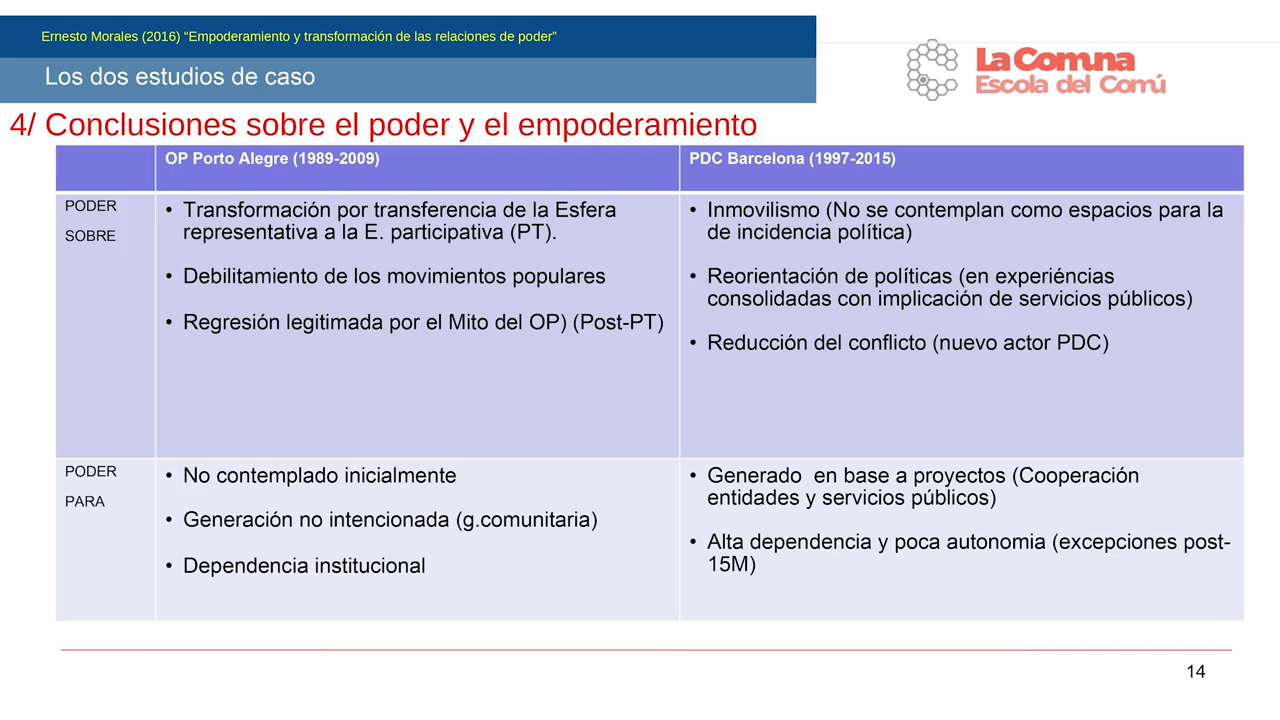 Ernesto Morales (2016) “Empoderamiento y transformación de las relaciones de poder”
Los dos estudios de caso
La Comuna
Escola del Comú
4/ Conclusiones sobre el poder y el empoderamiento
OP Porto Alegre (1989-2009)
PDC Barcelona (1997-2015)
PODER
SOBRE
• Transformación por transferencia de la Esfera
representativa a la E. participativa (PT).
• Debilitamiento de los movimientos populares
• Regresión legitimada por el Mito del OP) (Post-PT)
• Inmovilismo (No se contemplan como espacios para la
de incidencia política)
• Reorientación de políticas (en experiéncias
consolidadas con implicación de servicios públicos)
• Reducción del conflicto (nuevo actor PDC)
PODER
PARA
• No contemplado inicialmente
• Generación no intencionada (g.comunitaria)
• Dependencia institucional
• Generado  en base a proyectos (Cooperación
entidades y servicios públicos)
• Alta dependencia y poca autonomia (excepciones post-
15M)
14